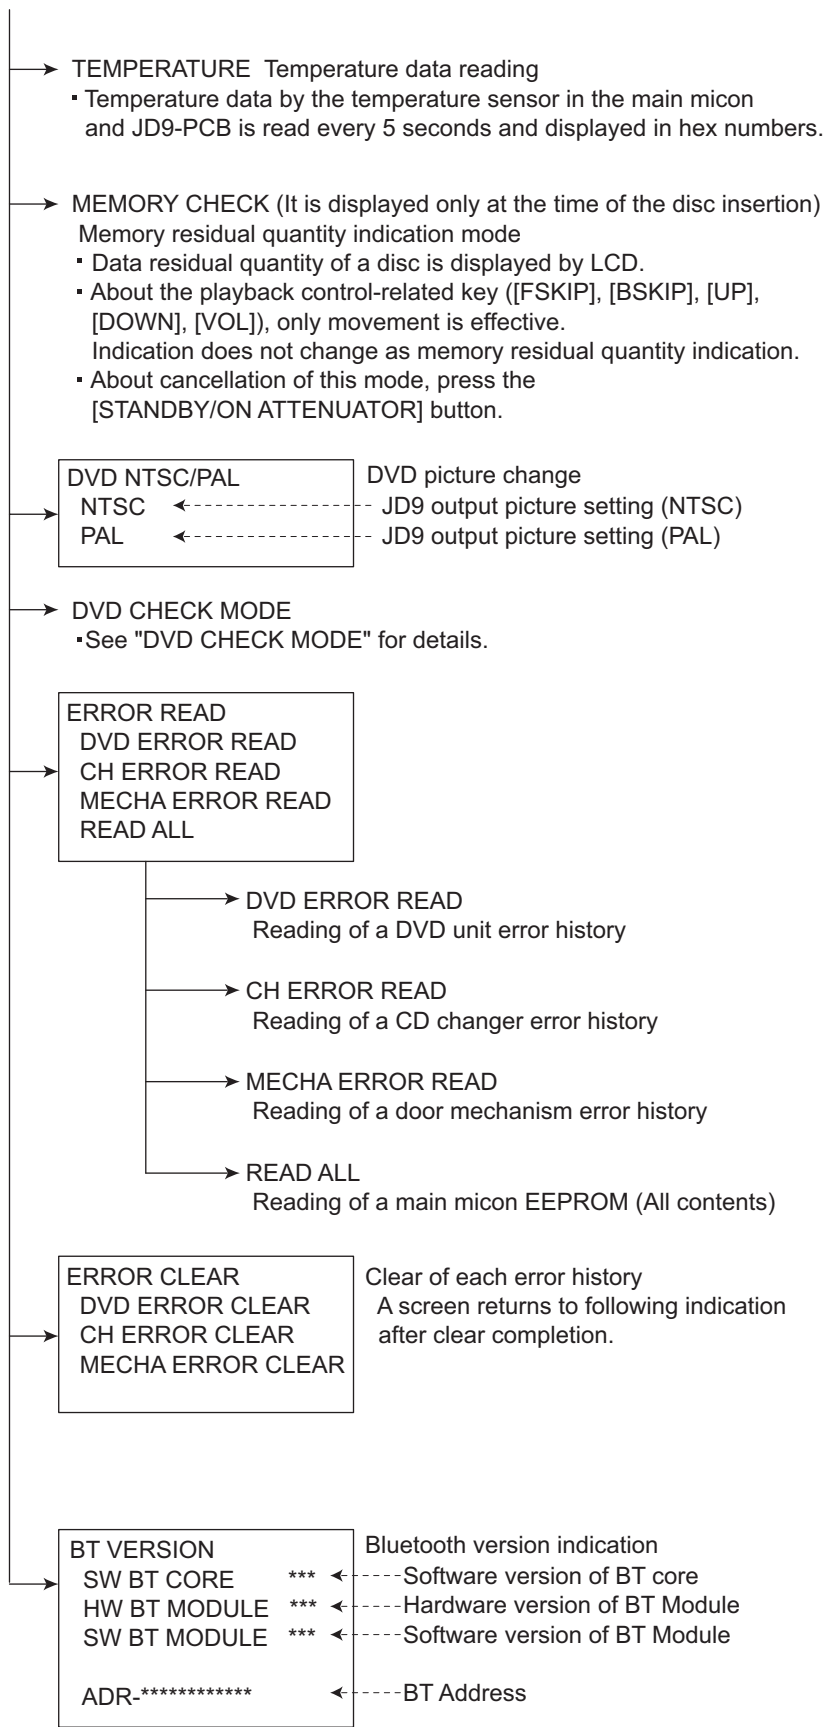 TEMPERATURE  Temperature data reading
▪ Temperature data by the temperature sensor in the main micon
and JD9-PCB is read every 5 seconds and displayed in hex numbers.
MEMORY CHECK (It is displayed only at the time of the disc insertion)
Memory residual quantity indication mode
▪ Data residual quantity of a disc is displayed by LCD.
▪ About the playback control-related key ([FSKIP], [BSKIP], [UP],
[DOWN], [VOL]), only movement is effective.
Indication does not change as memory residual quantity indication.
▪ About cancellation of this mode, press the
[STANDBY/ON ATTENUATOR] button.
DVD NTSC/PAL DVD picture change
NTSC JD9 output picture setting (NTSC)
PAL JD9 output picture setting (PAL)
DVD CHECK MODE
▪See "DVD CHECK MODE" for details.
ERROR READ
DVD ERROR READ
CH ERROR READ
MECHA ERROR READ
READ ALL
DVD ERROR READ
Reading of a DVD unit error history
CH ERROR READ
Reading of a CD changer error history
MECHA ERROR READ
Reading of a door mechanism error history
READ ALL
Reading of a main micon EEPROM (All contents)
ERROR CLEAR Clear of each error history
DVD ERROR CLEAR A screen returns to following indication
CH ERROR CLEAR after clear completion.
MECHA ERROR CLEAR
BT VERSION Bluetooth version indication
SW BT CORE *** Software version of BT core
HW BT MODULE *** Hardware version of BT Module
SW BT MODULE *** Software version of BT Module
ADR-************ BT Address